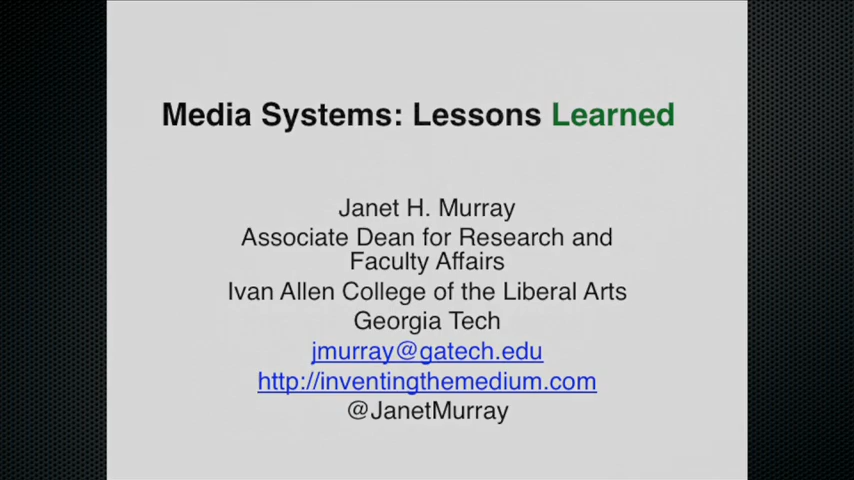 Media Systems: Lessons Learned
Janet H. Murray
Associate Dean for Research and
Faculty Affairs
Ivan Allen College of the Liberal Arts
Georgia Tech
jmurray@gatech.edu
http://inventingthemedium.com
@JanetMurray